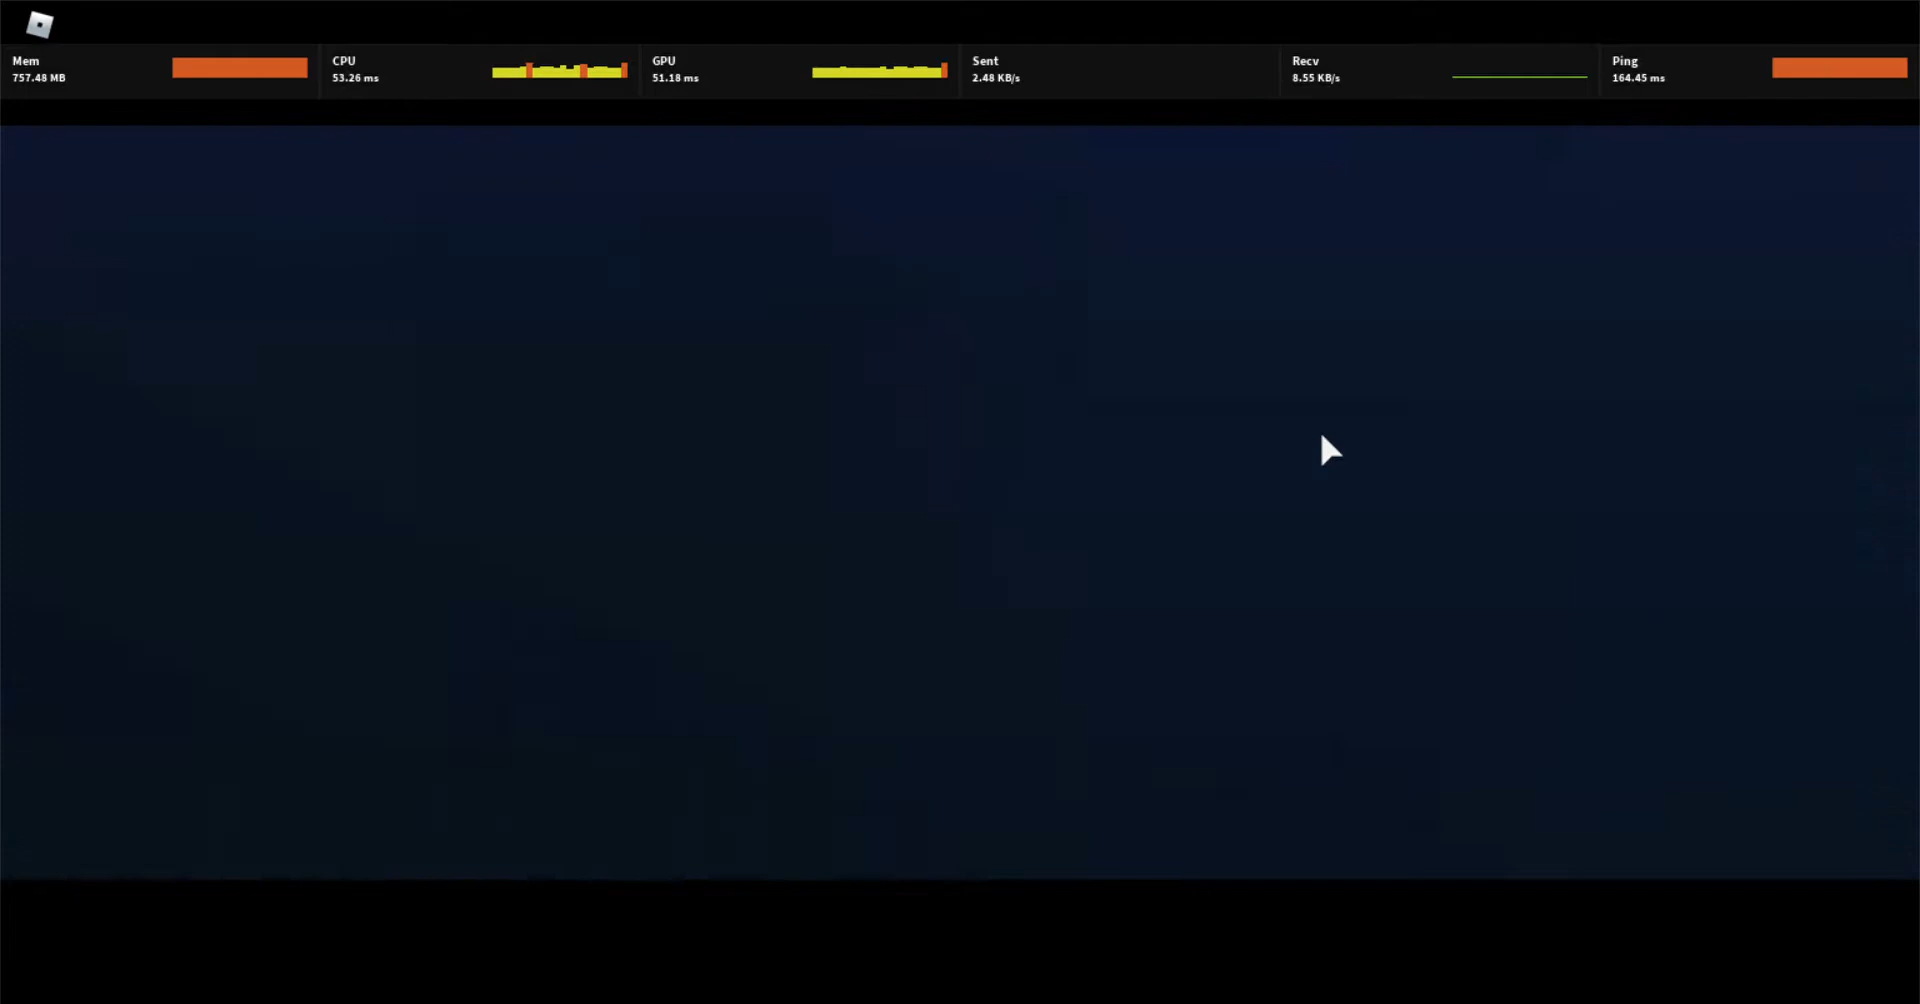 Mem
757.48 MB
CPU
53.26 ms
GPU
51.18 ms
Sent
2.48 KB/s
Recv
8.55 KB/s
Ping
164.45 ms